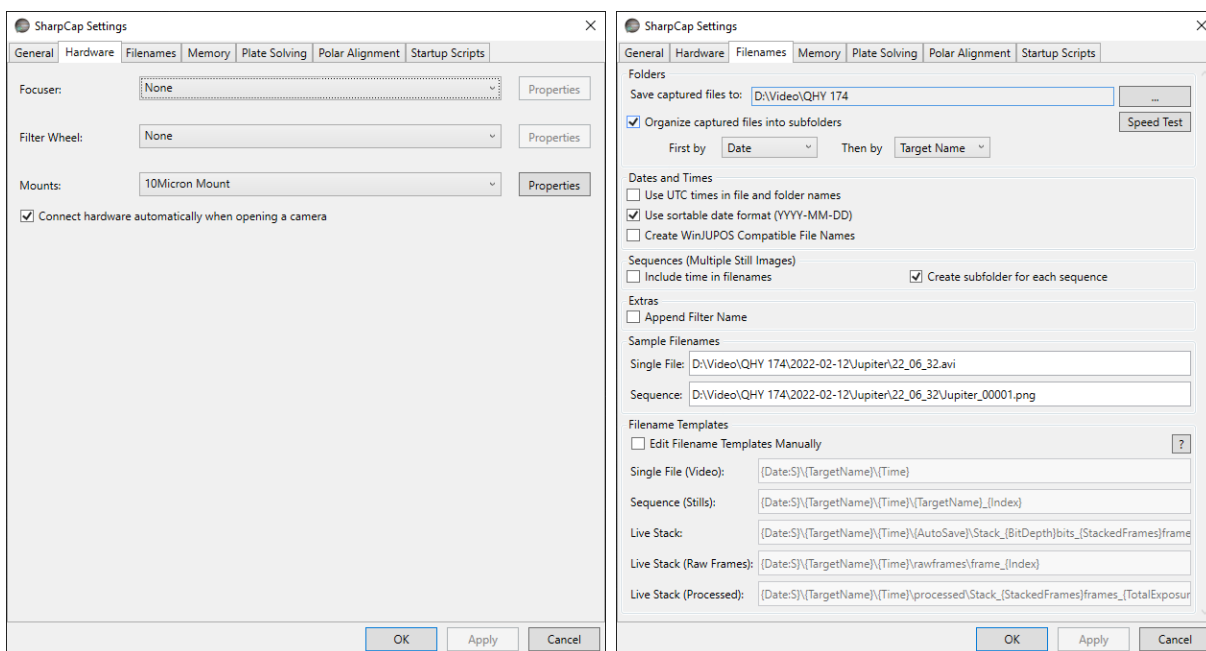 SharpCap Settings
General Hardware Filenames Memory Plate Solving Polar Alignment Startup Scripts
Focuser: None Properties
Filter Wheel: None Properties
Mounts: 10Micron Mount Properties
Connect hardware automatically when opening a camera
OK Apply Cancel
SharpCap Settings
General Hardware Filenames Memory Plate Solving Polar Alignment Startup Scripts
Folders
Save captured files to: D:\Video\QHY 174 ...
Organize captured files into subfolders Speed Test
First by Date Then by Target Name
Dates and Times
Use UTC times in file and folder names
Use sortable date format (YYYY-MM-DD)
Create WinJUPOS Compatible File Names
Sequences (Multiple Still Images)
Include time in filenames Create subfolder for each sequence
Extras
Append Filter Name
Sample Filenames
Single File: D:\Video\QHY 174\2022-02-12\Jupiter\22_06_32.avi
Sequence: D:\Video\QHY 174\2022-02-12\Jupiter\22_06_32\Jupiter_00001.png
Filename Templates
Edit Filename Templates Manually ?
Single File (Video): {Date:S}\{TargetName}\{Time}
Sequence (Stills): {Date:S}\{TargetName}\{Time}\{TargetName}_{Index}
Live Stack: {Date:S}\{TargetName}\{Time}\{AutoSave}\Stack_{BitDepth}bits_{StackedFrames}frame
Live Stack (Raw Frames): {Date:S}\{TargetName}\{Time}\rawframes\frame_{Index}
Live Stack (Processed): {Date:S}\{TargetName}\{Time}\processed\Stack_{StackedFrames}frames_{TotalExposur
OK Apply Cancel